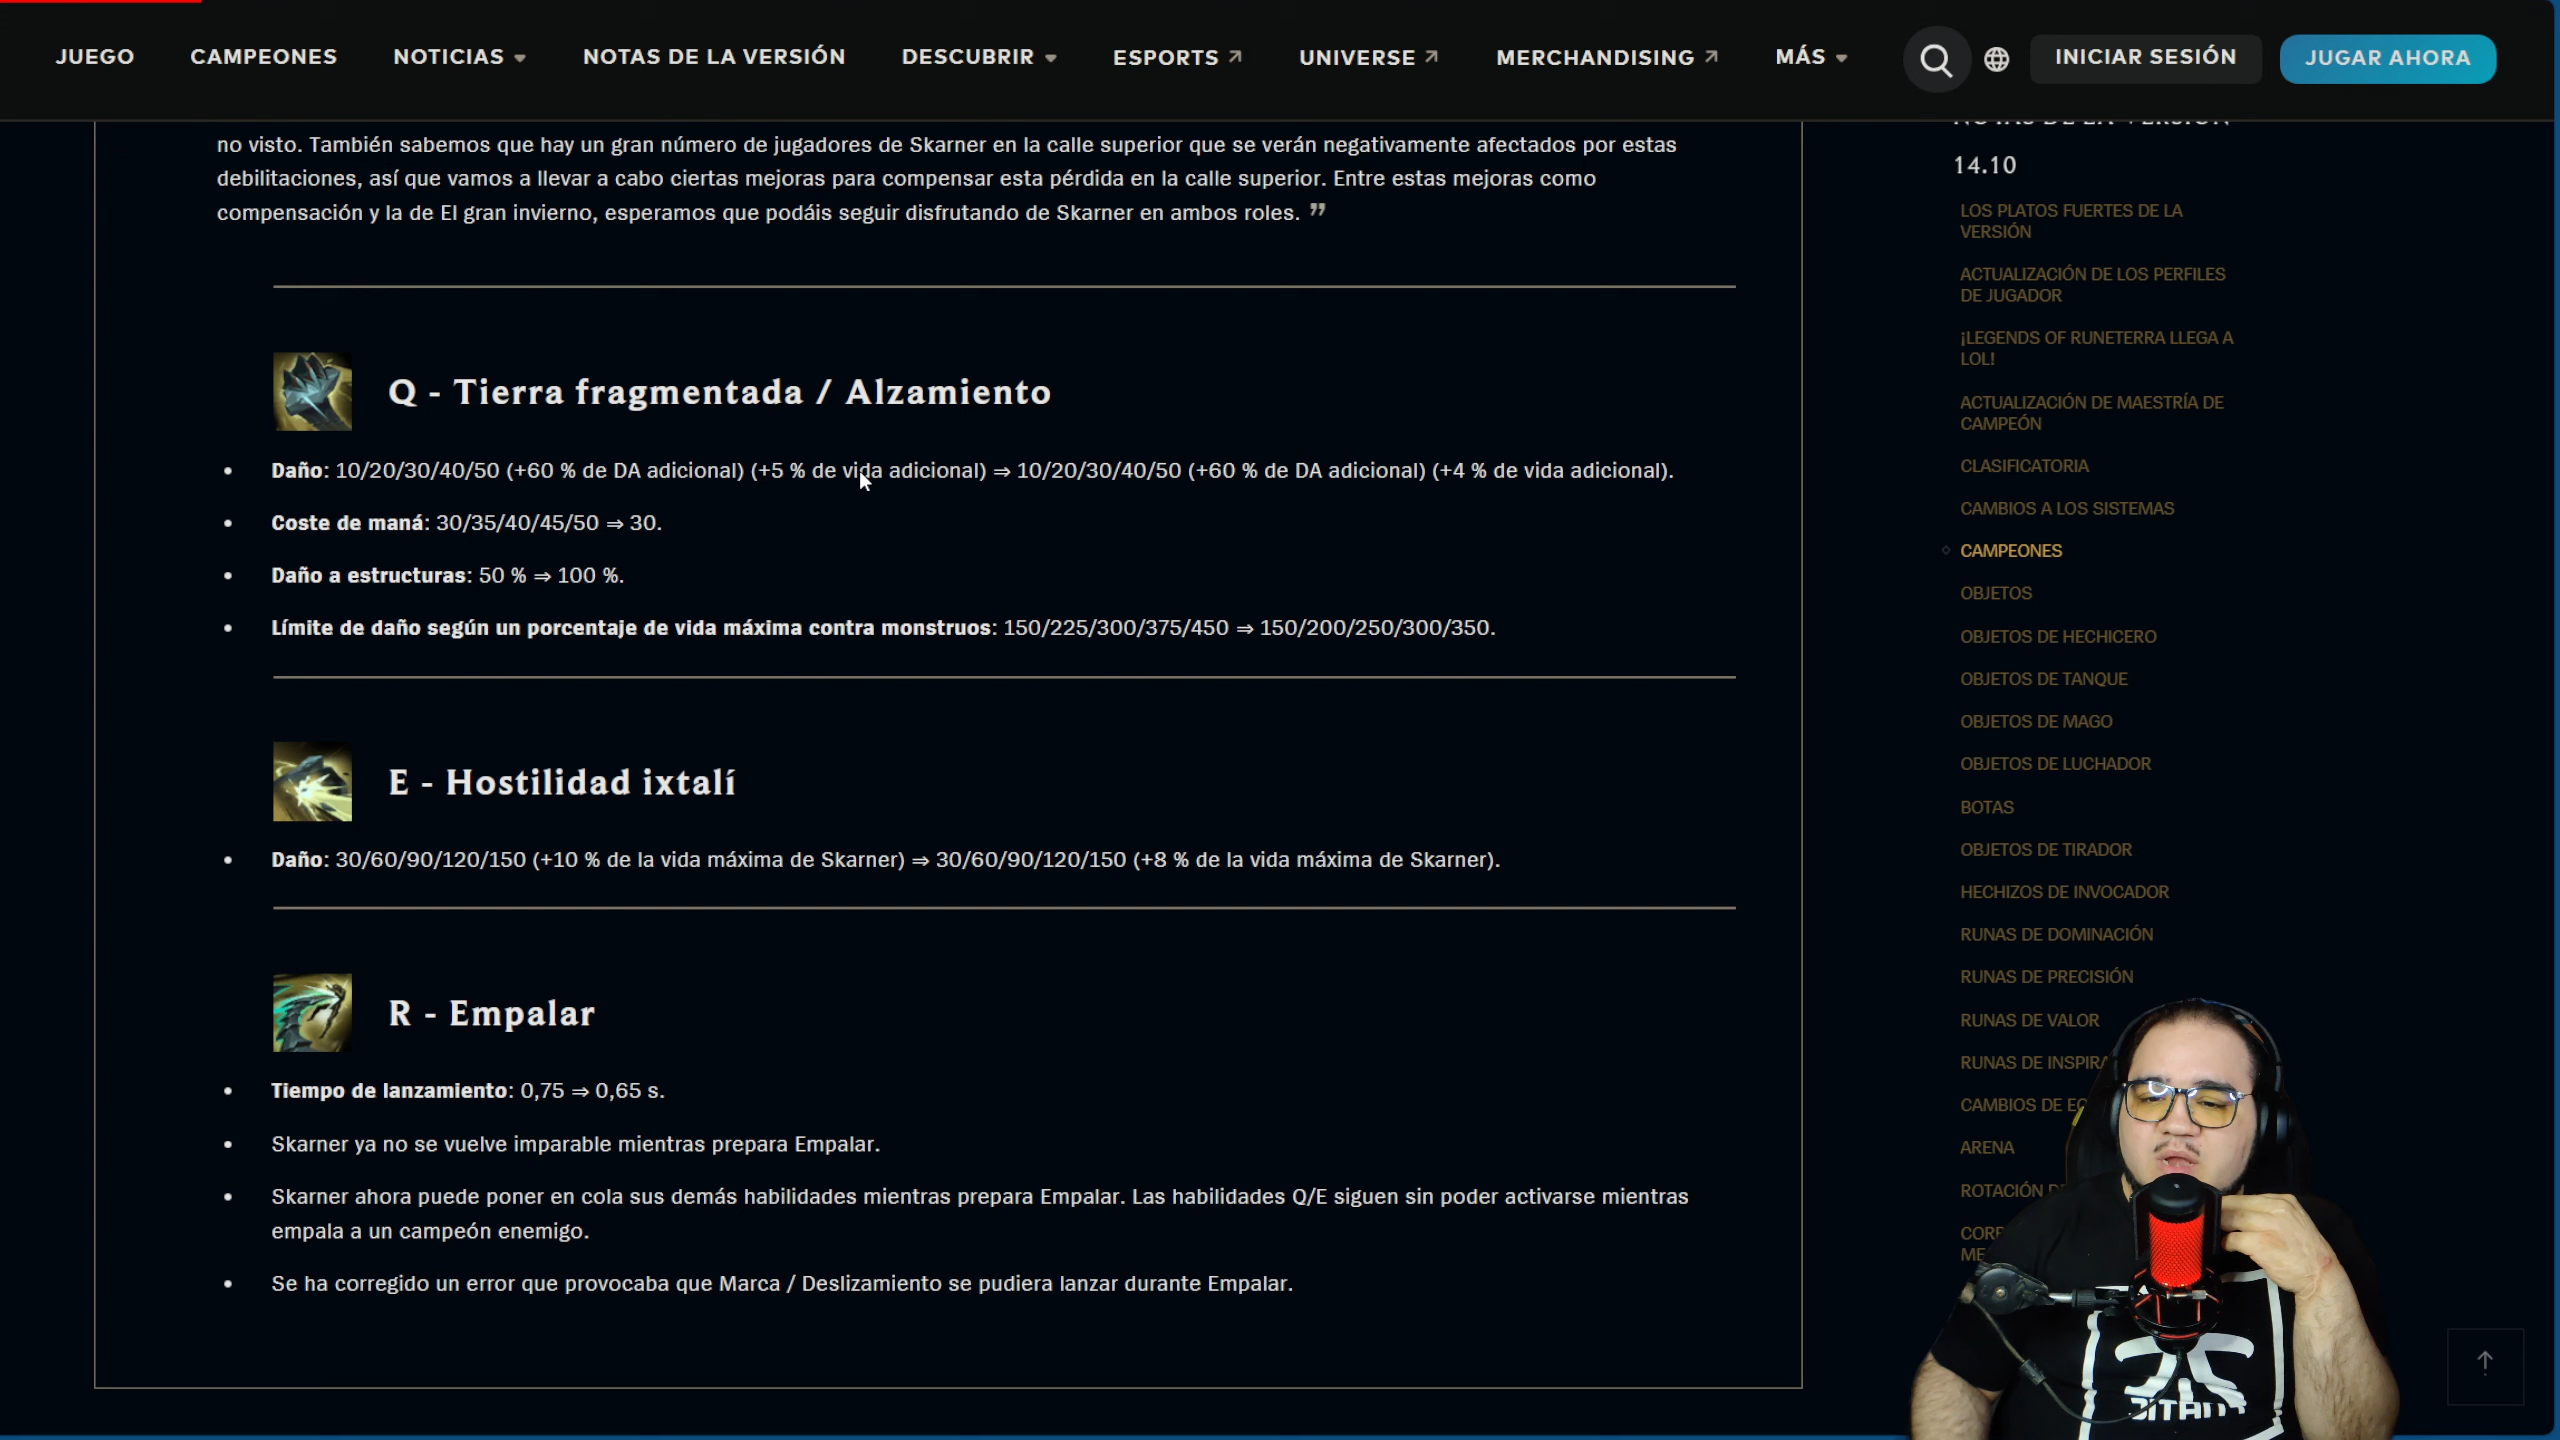 JUEGO CAMPEONES NOTICIAS NOTAS DE LA VERSIÓN DESCUBRIR ESPORTS UNIVERSE MERCHANDISING MÁS INICIAR SESIÓN JUGAR AHORA
no visto. También sabemos que hay un gran número de jugadores de Skarner en la calle superior que se verán negativamente afectados por estas
debilitaciones, así que vamos a llevar a cabo ciertas mejoras para compensar esta pérdida en la calle superior. Entre estas mejoras como
compensación y la de El gran invierno, esperamos que podáis seguir disfrutando de Skarner en ambos roles. ”
Q - Tierra fragmentada / Alzamiento
• Daño: 10/20/30/40/50 (+60 % de DA adicional) (+5 % de vida adicional) ⇒ 10/20/30/40/50 (+60 % de DA adicional) (+4 % de vida adicional).
• Coste de maná: 30/35/40/45/50 ⇒ 30.
• Daño a estructuras: 50 % ⇒ 100 %.
• Límite de daño según un porcentaje de vida máxima contra monstruos: 150/225/300/375/450 ⇒ 150/200/250/300/350.
E - Hostilidad ixtalí
• Daño: 30/60/90/120/150 (+10 % de la vida máxima de Skarner) ⇒ 30/60/90/120/150 (+8 % de la vida máxima de Skarner).
R - Empalar
• Tiempo de lanzamiento: 0,75 ⇒ 0,65 s.
• Skarner ya no se vuelve imparable mientras prepara Empalar.
• Skarner ahora puede poner en cola sus demás habilidades mientras prepara Empalar. Las habilidades Q/E siguen sin poder activarse mientras
empala a un campeón enemigo.
• Se ha corregido un error que provocaba que Marca / Deslizamiento se pudiera lanzar durante Empalar.
NOTAS DE LA VERSIÓN
14.10
LOS PLATOS FUERTES DE LA
VERSIÓN
ACTUALIZACIÓN DE LOS PERFILES
DE JUGADOR
¡LEGENDS OF RUNETERRA LLEGA A
LOL!
ACTUALIZACIÓN DE MAESTRÍA DE
CAMPEÓN
CLASIFICATORIA
CAMBIOS A LOS SISTEMAS
CAMPEONES
OBJETOS
OBJETOS DE HECHICERO
OBJETOS DE TANQUE
OBJETOS DE MAGO
OBJETOS DE LUCHADOR
BOTAS
OBJETOS DE TIRADOR
HECHIZOS DE INVOCADOR
RUNAS DE DOMINACIÓN
RUNAS DE PRECISIÓN
RUNAS DE VALOR
RUNAS DE
CAMBIOS DE
ARENA
ROTACIÓN